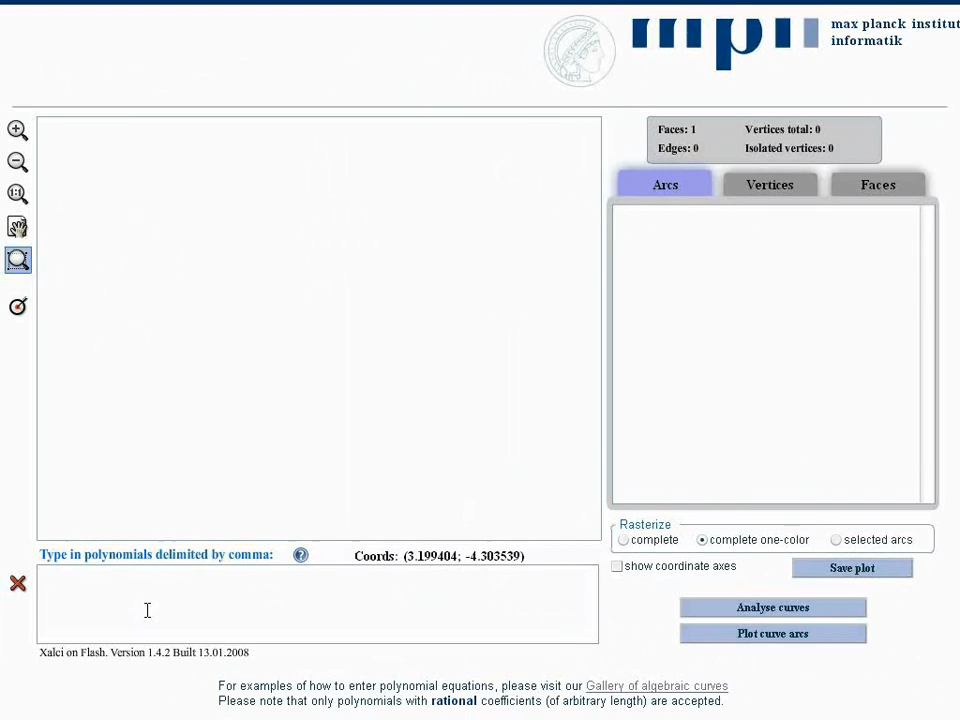 mpi
max planck institut
informatik
Faces: 1 Vertices total: 0
Edges: 0 Isolated vertices: 0
Arcs Vertices Faces
1:1
Rasterize
complete complete one-color selected arcs
Type in polynomials delimited by comma: ? Coords: (3.199404; -4.303539)
show coordinate axes Save plot
Analyse curves
Plot curve arcs
Xalci on Flash. Version 1.4.2 Built 13.01.2008
For examples of how to enter polynomial equations, please visit our Gallery of algebraic curves
Please note that only polynomials with rational coefficients (of arbitrary length) are accepted.